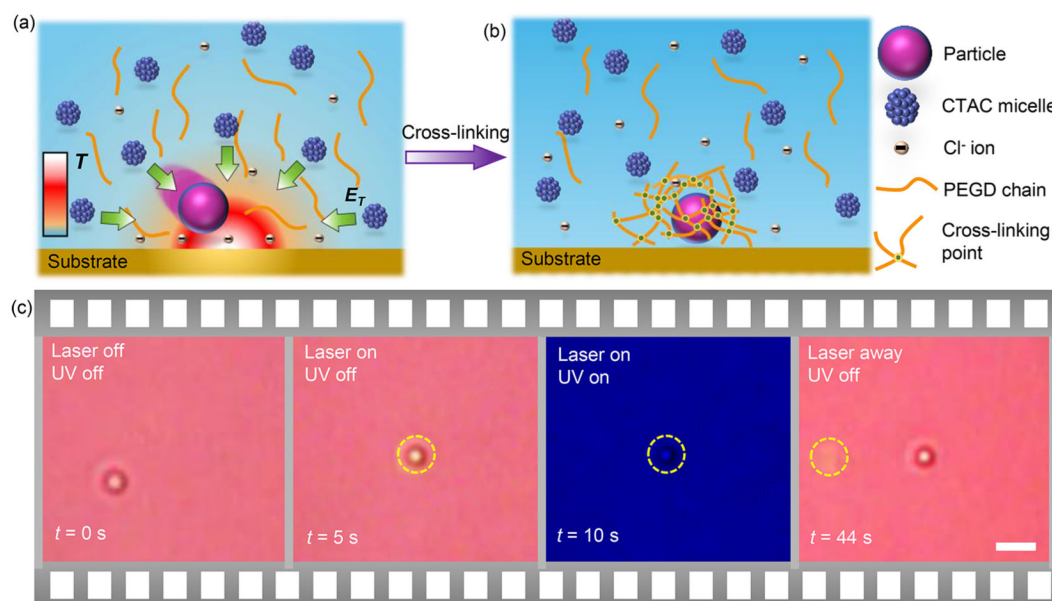 (a)
T
E_T
Substrate
Cross-linking
(b)
Substrate
Particle
CTAC micelle
Cl⁻ ion
PEGD chain
Cross-linking
point
(c)
Laser off
UV off
t = 0 s
Laser on
UV off
t = 5 s
Laser on
UV on
t = 10 s
Laser away
UV off
t = 44 s